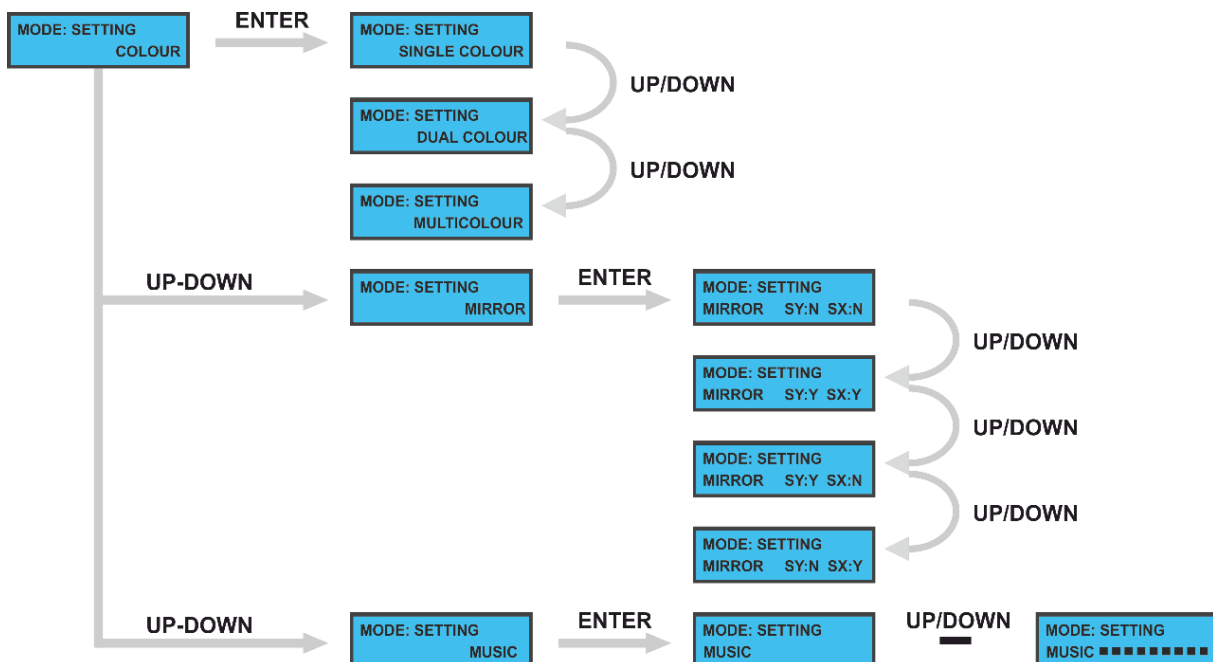 MODE: SETTING
COLOUR
ENTER
MODE: SETTING
SINGLE COLOUR
UP/DOWN
MODE: SETTING
DUAL COLOUR
UP/DOWN
MODE: SETTING
MULTICOLOUR
UP-DOWN
MODE: SETTING
MIRROR
ENTER
MODE: SETTING
MIRROR SY:N SX:N
UP/DOWN
MODE: SETTING
MIRROR SY:Y SX:Y
UP/DOWN
MODE: SETTING
MIRROR SY:Y SX:N
UP/DOWN
MODE: SETTING
MIRROR SY:N SX:Y
UP-DOWN
MODE: SETTING
MUSIC
ENTER
MODE: SETTING
MUSIC
UP/DOWN
MODE: SETTING
MUSIC